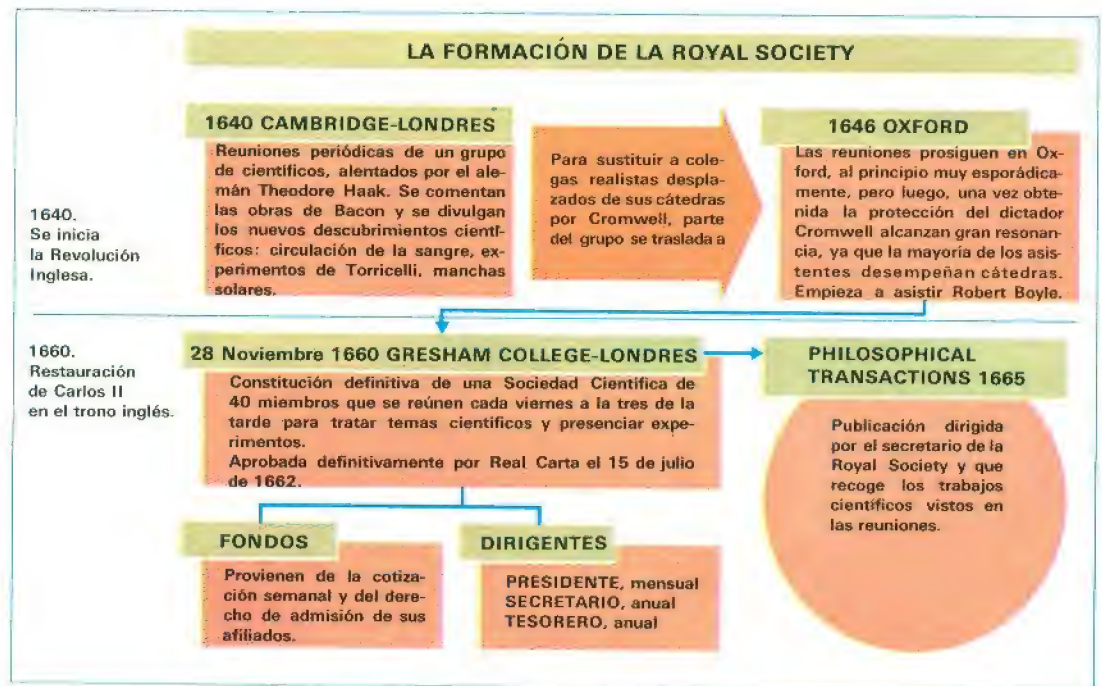 LA FORMACIÓN DE LA ROYAL SOCIETY
1640.
Se inicia
la Revolución
Inglesa.
1640 CAMBRIDGE-LONDRES
Reuniones periódicas de un grupo
de científicos, alentados por el ale-
mán Theodore Haak. Se comentan
las obras de Bacon y se divulgan
los nuevos descubrimientos cientí-
ficos: circulación de la sangre, ex-
perimentos de Torricelli, manchas
solares.
Para sustituir a cole-
gas realistas despla-
zados de sus cátedras
por Cromwell, parte
del grupo se traslada a
1646 OXFORD
Las reuniones prosiguen en Ox-
ford, al principio muy esporádica-
mente, pero luego, una vez obte-
nida la protección del dictador
Cromwell alcanzan gran resonan-
cia, ya que la mayoría de los asis-
tentes desempeñan cátedras.
Empieza a asistir Robert Boyle.
1660.
Restauración
de Carlos II
en el trono inglés.
28 Noviembre 1660 GRESHAM COLLEGE-LONDRES
Constitución definitiva de una Sociedad Científica de
40 miembros que se reúnen cada viernes a la tres de la
tarde para tratar temas científicos y presenciar expe-
rimentos.
Aprobada definitivamente por Real Carta el 15 de julio
de 1662.
PHILOSOPHICAL
TRANSACTIONS 1665
Publicación dirigida
por el secretario de la
Royal Society y que
recoge los trabajos
científicos vistos en
las reuniones.
FONDOS
Provienen de la cotiza-
ción semanal y del dere-
cho de admisión de sus
afiliados.
DIRIGENTES
PRESIDENTE, mensual
SECRETARIO, anual
TESORERO, anual